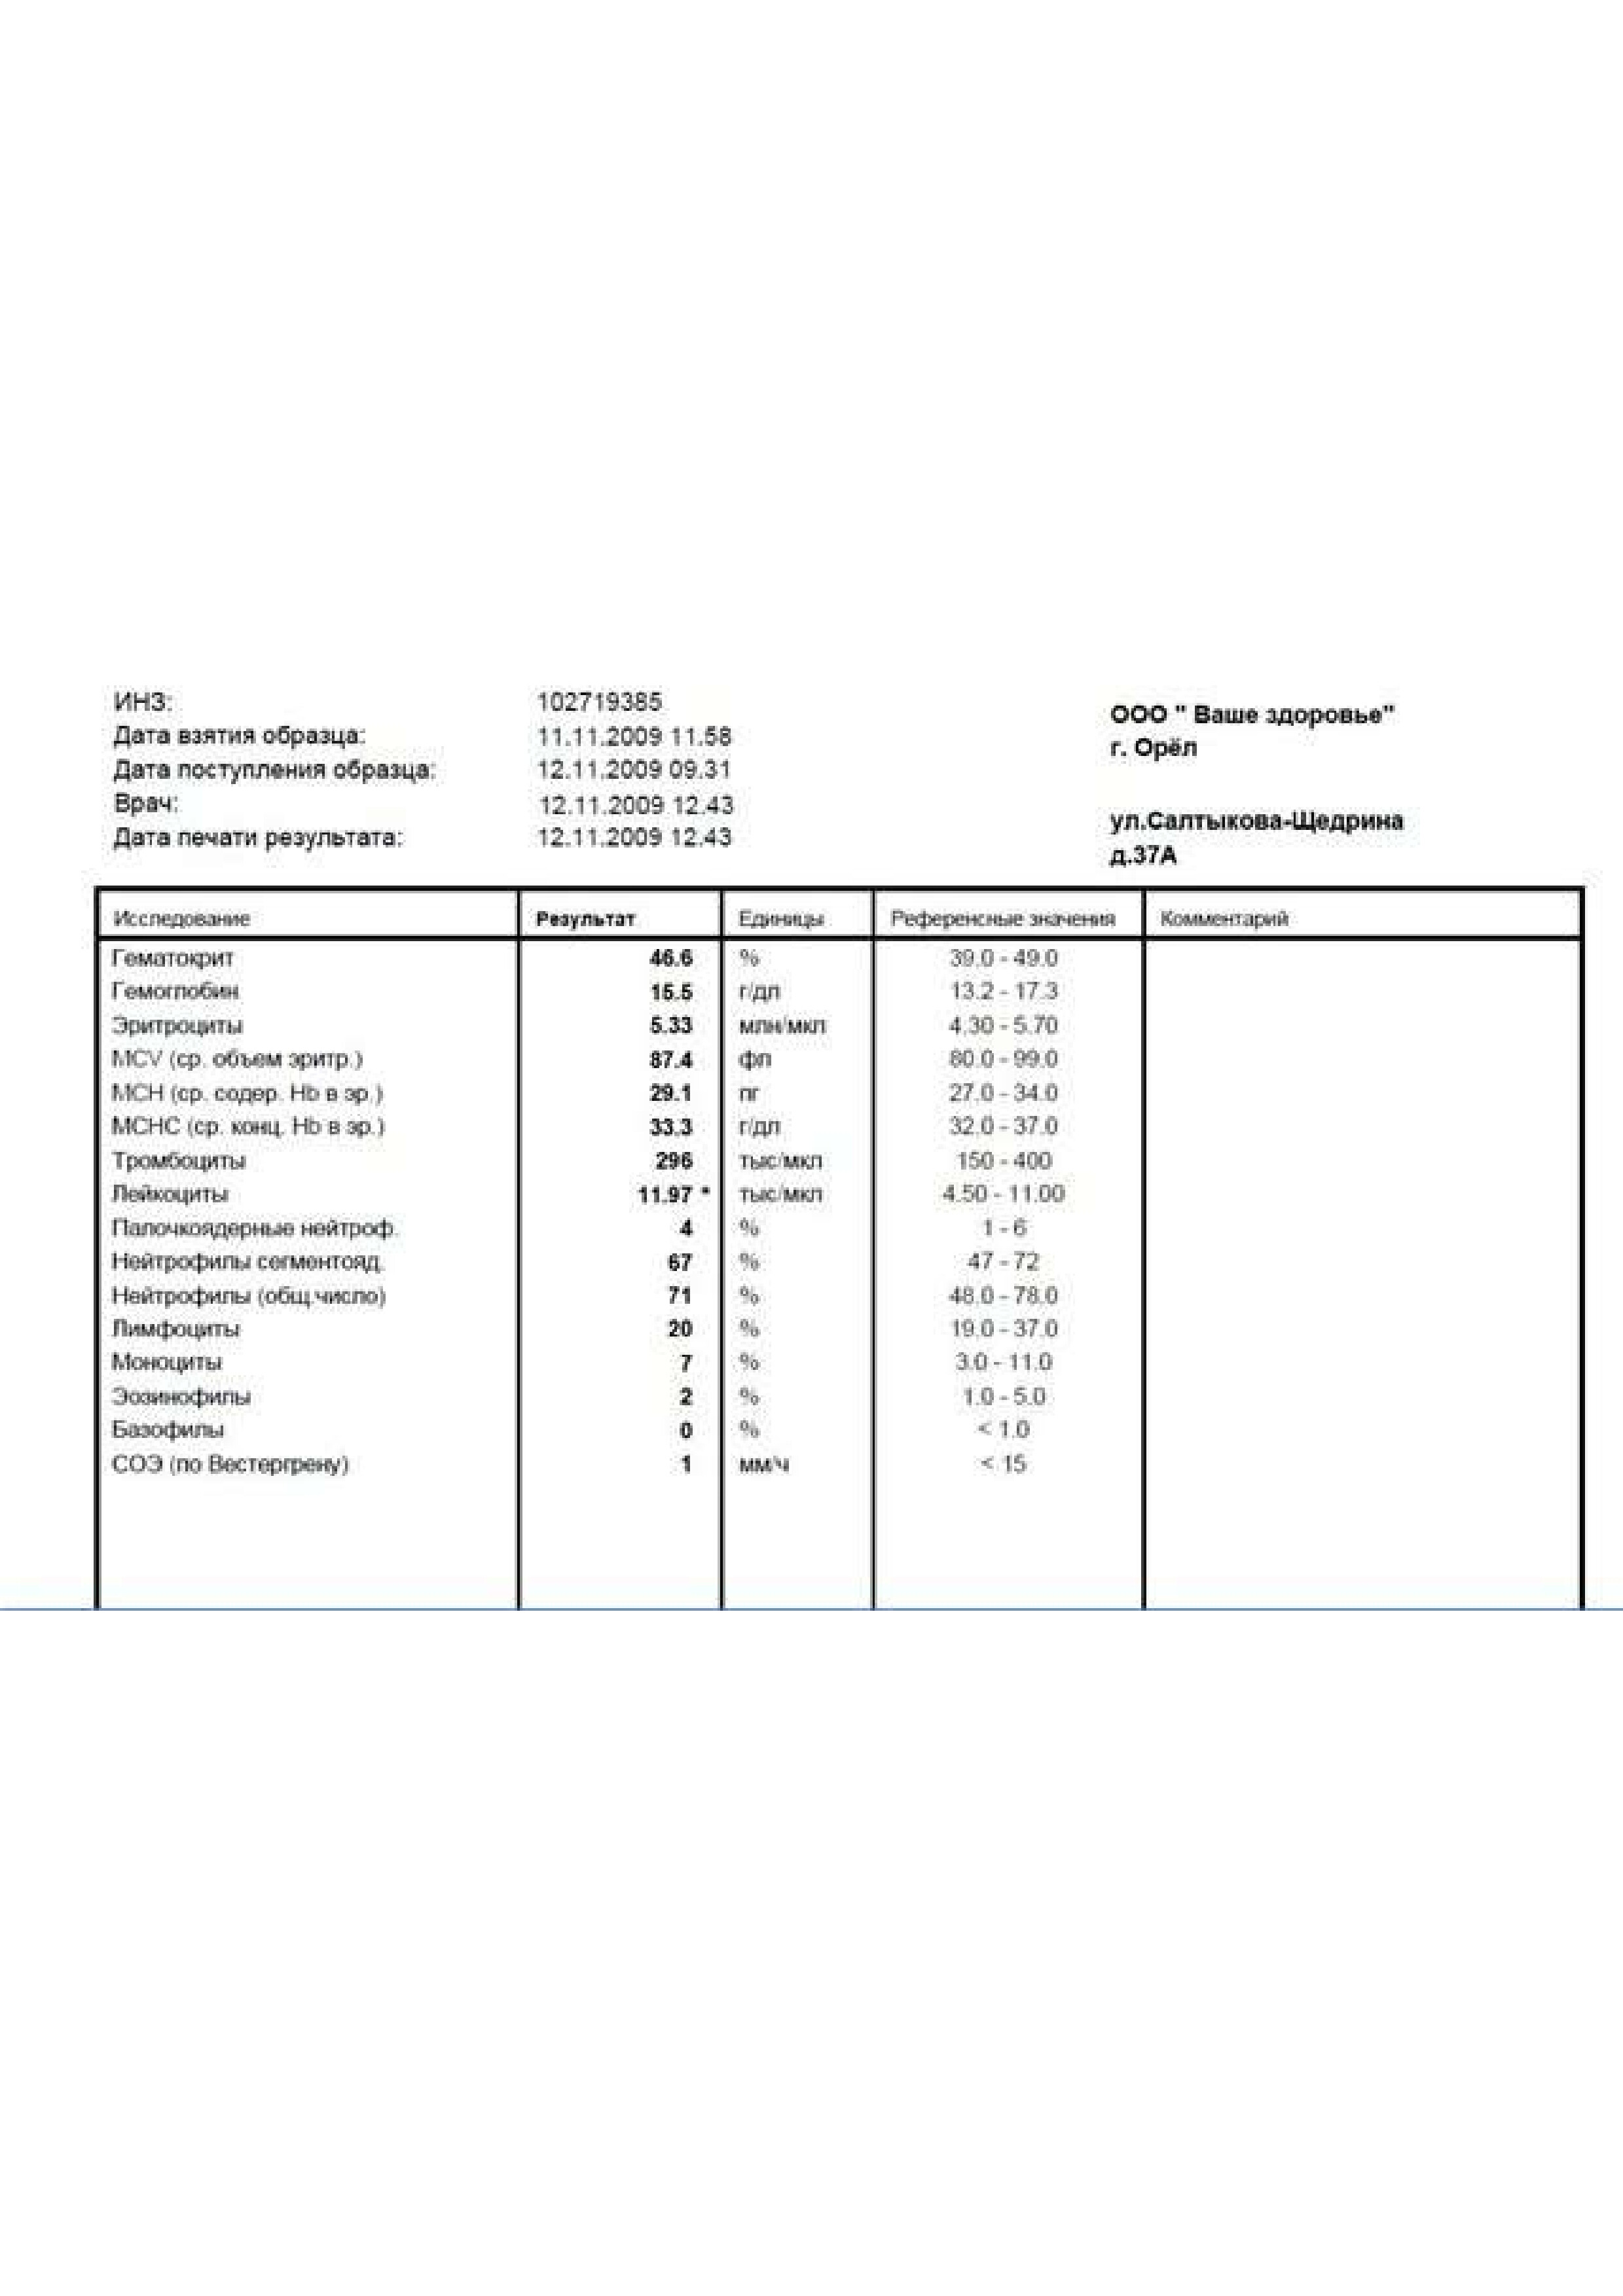 ИНЗ: 102719385
Дата взятия образца: 11.11.2009 11.58
Дата поступления образца: 12.11.2009 09.31
Врач: 12.11.2009 12.43
Дата печати результата: 12.11.2009 12.43
ООО " Ваше здоровье"
г. Орёл
ул.Салтыкова-Щедрина
д.37А
Исследование Результат Единицы Референсные значения Комментарий
Гематокрит 46.6 % 39.0 - 49.0
Гемоглобин 15.5 г/дл 13.2 - 17.3
Эритроциты 5.33 млн/мкл 4.30 - 5.70
MCV (ср. объем эритр.) 87.4 фл 80.0 - 99.0
MCH (ср. содер. Hb в эр.) 29.1 пг 27.0 - 34.0
MCHC (ср. конц. Hb в эр.) 33.3 г/дл 32.0 - 37.0
Тромбоциты 296 тыс/мкл 150 - 400
Лейкоциты 11.97 * тыс/мкл 4.50 - 11.00
Палочкоядерные нейтроф. 4 % 1 - 6
Нейтрофилы сегментояд. 67 % 47 - 72
Нейтрофилы (общ.число) 71 % 48.0 - 78.0
Лимфоциты 20 % 19.0 - 37.0
Моноциты 7 % 3.0 - 11.0
Эозинофилы 2 % 1.0 - 5.0
Базофилы 0 % < 1.0
СОЭ (по Вестергрену) 1 мм/ч < 15